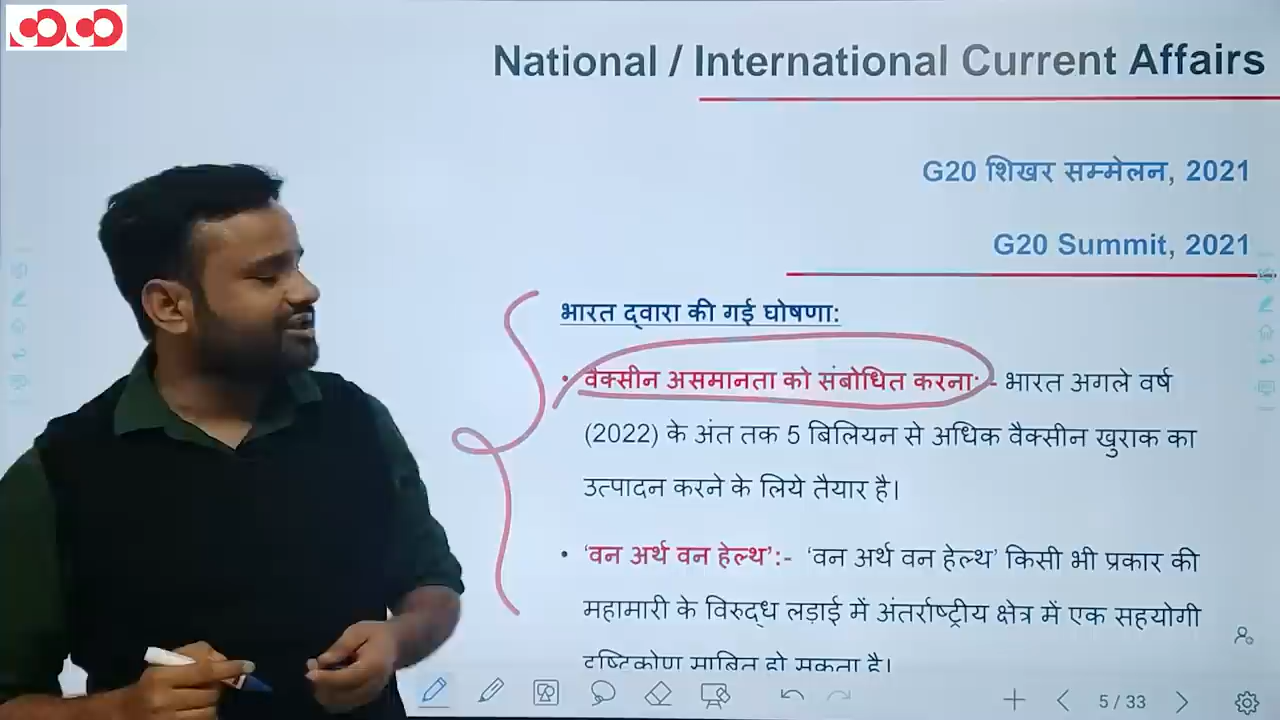 National / International Current Affairs
G20 शिखर सम्मेलन, 2021
G20 Summit, 2021
भारत द्वारा की गई घोषणा:
• वैक्सीन असमानता को संबोधित करना: - भारत अगले वर्ष
(2022) के अंत तक 5 बिलियन से अधिक वैक्सीन खुराक का
उत्पादन करने के लिये तैयार है।
• ‘वन अर्थ वन हेल्थ’:- ‘वन अर्थ वन हेल्थ’ किसी भी प्रकार की
महामारी के विरुद्ध लड़ाई में अंतर्राष्ट्रीय क्षेत्र में एक सहयोगी
दृष्टिकोण साबित हो सकता है।
5 / 33